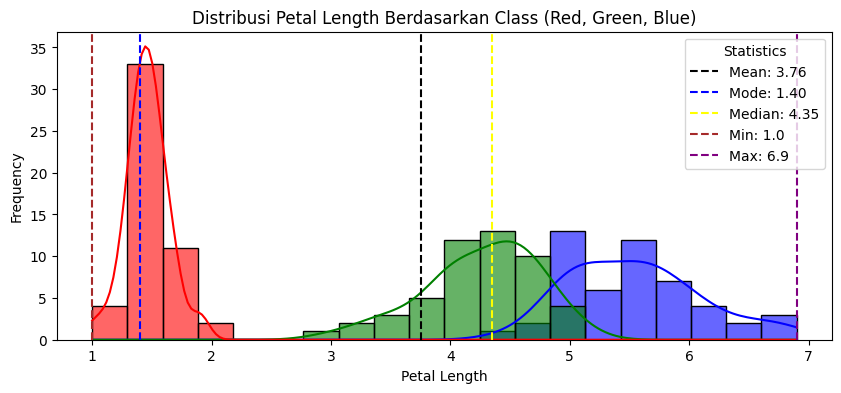 Distribusi Petal Length Berdasarkan Class (Red, Green, Blue)
Statistics
Mean: 3.76
Mode: 1.40
Median: 4.35
Min: 1.0
Max: 6.9
Frequency
35
30
25
20
15
10
5
0
1 2 3 4 5 6 7
Petal Length